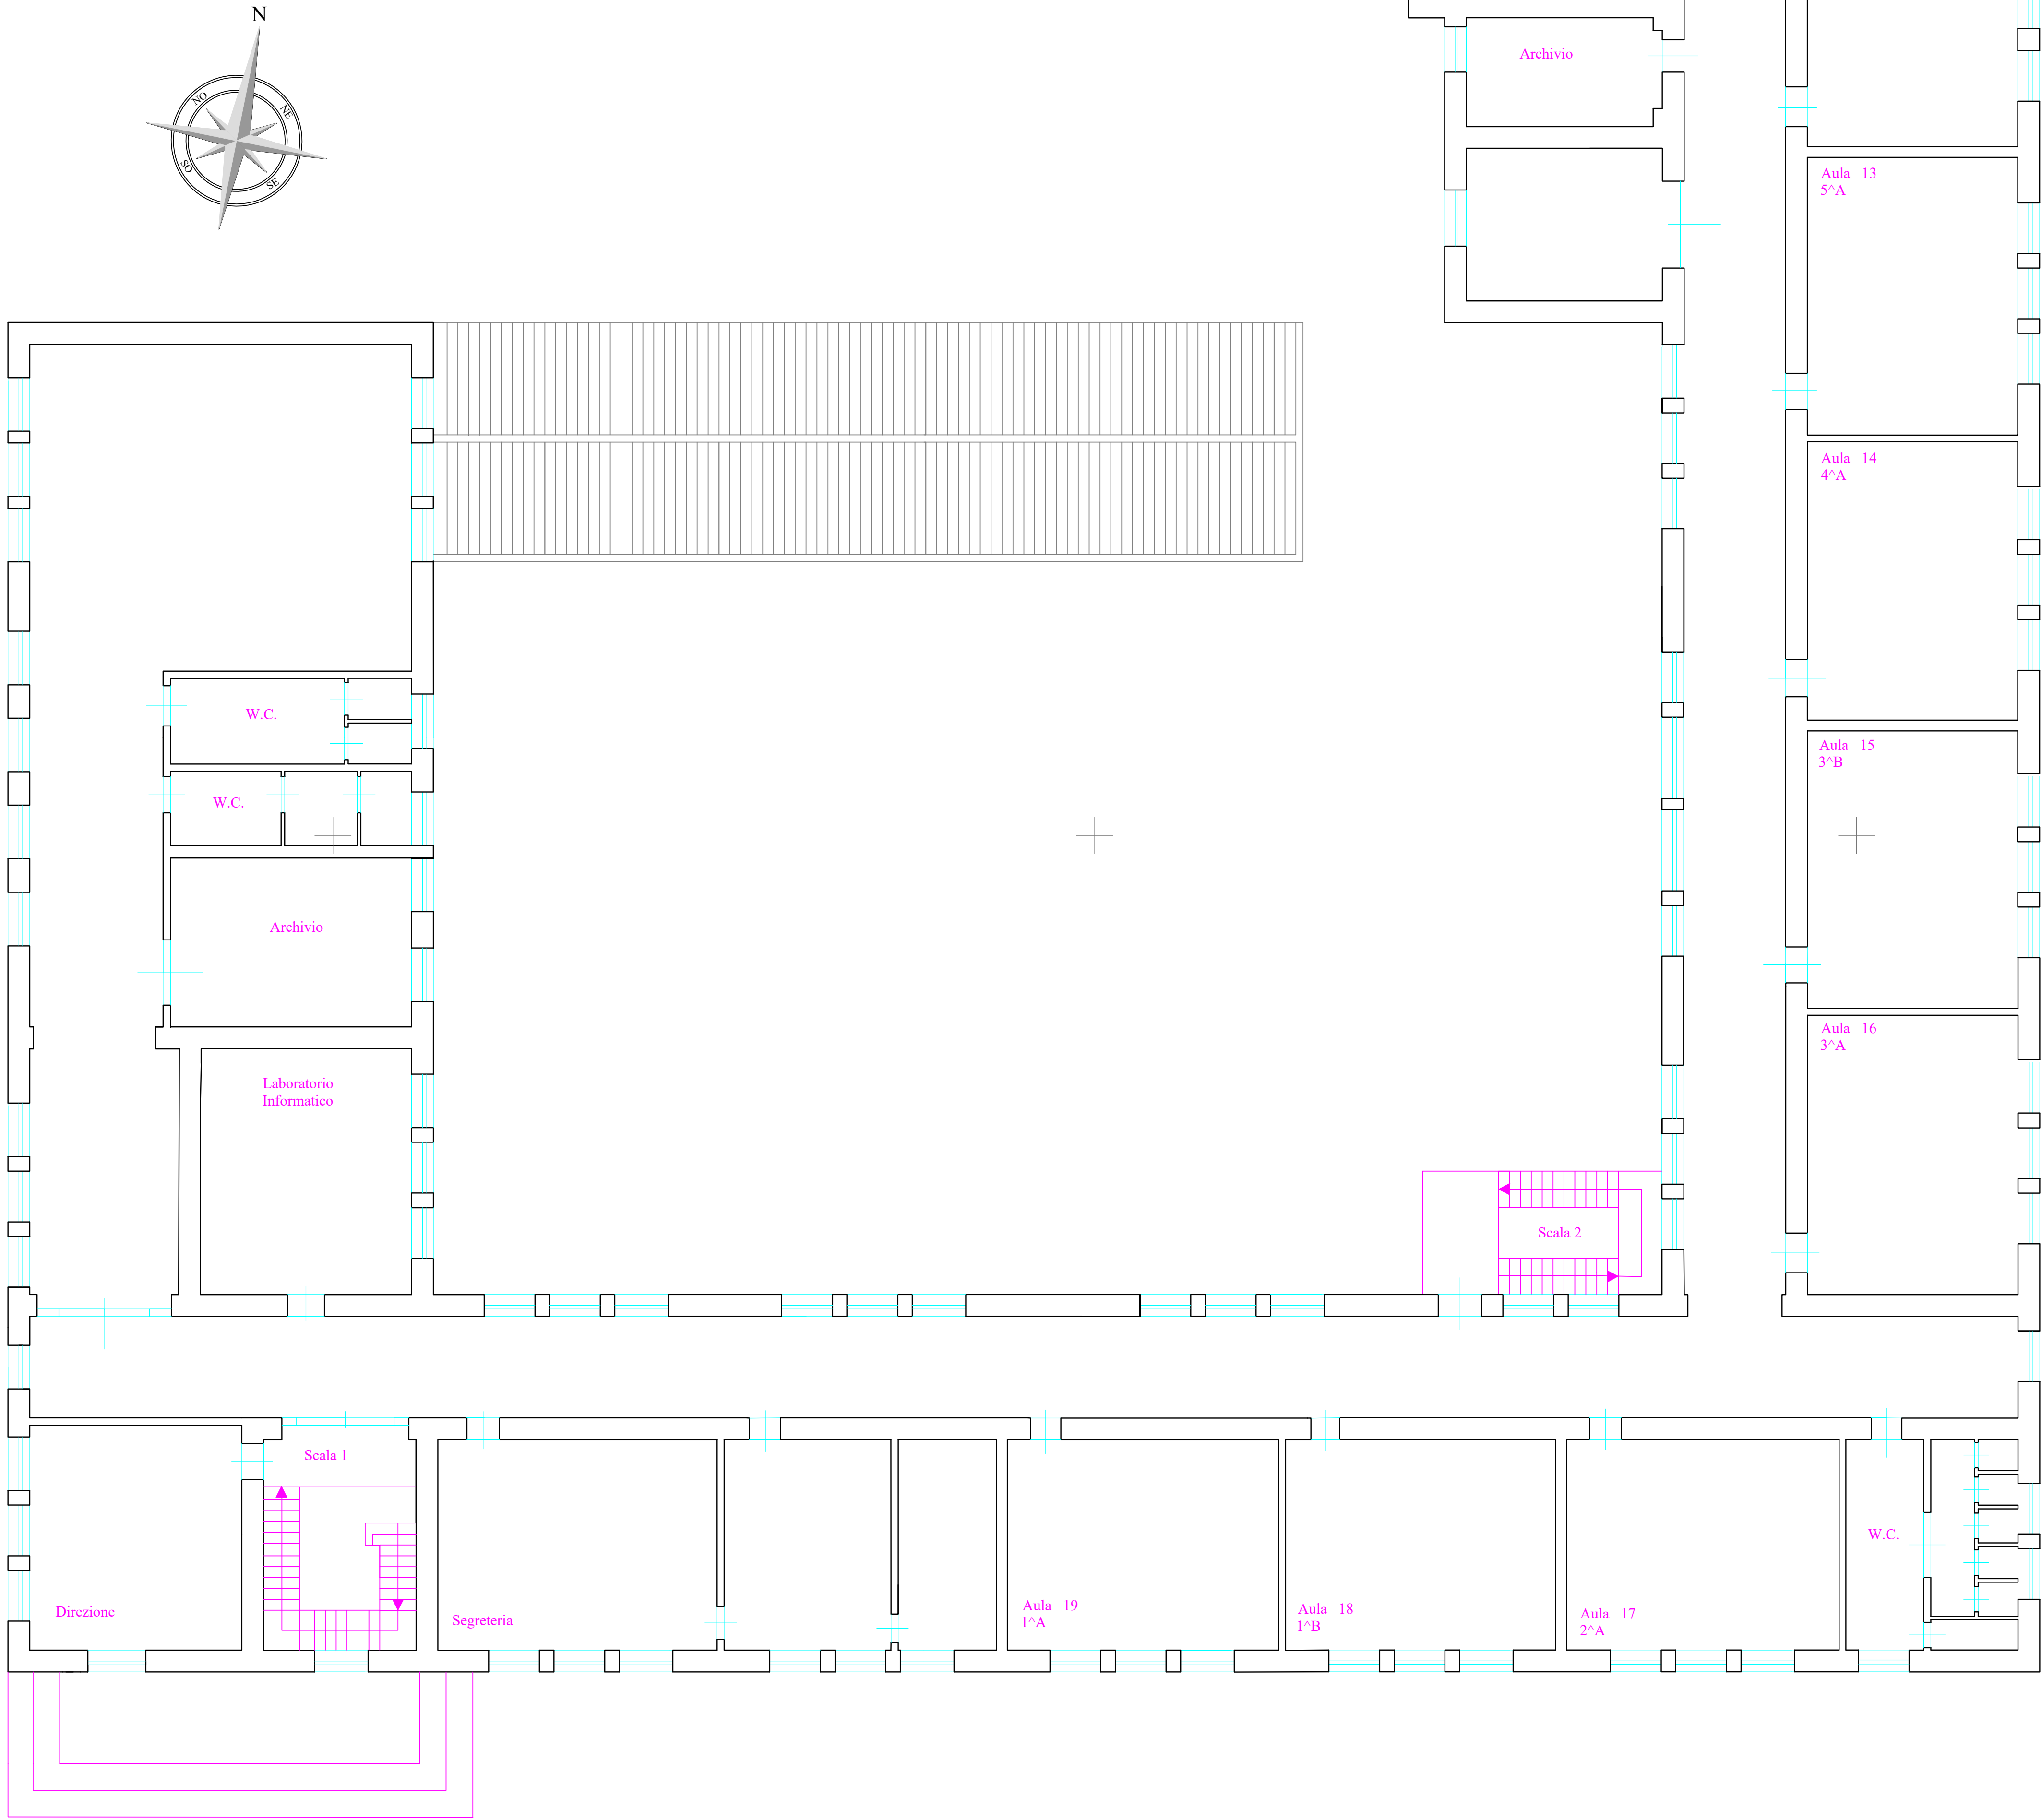 N
NO
NE
SO
SE
Archivio
Aula 13
5^A
Aula 14
4^A
W.C.
Aula 15
3^B
W.C.
Archivio
Aula 16
3^A
Laboratorio
Informatico
Scala 2
Scala 1
W.C.
Direzione
Segreteria
Aula 19
1^A
Aula 18
1^B
Aula 17
2^A